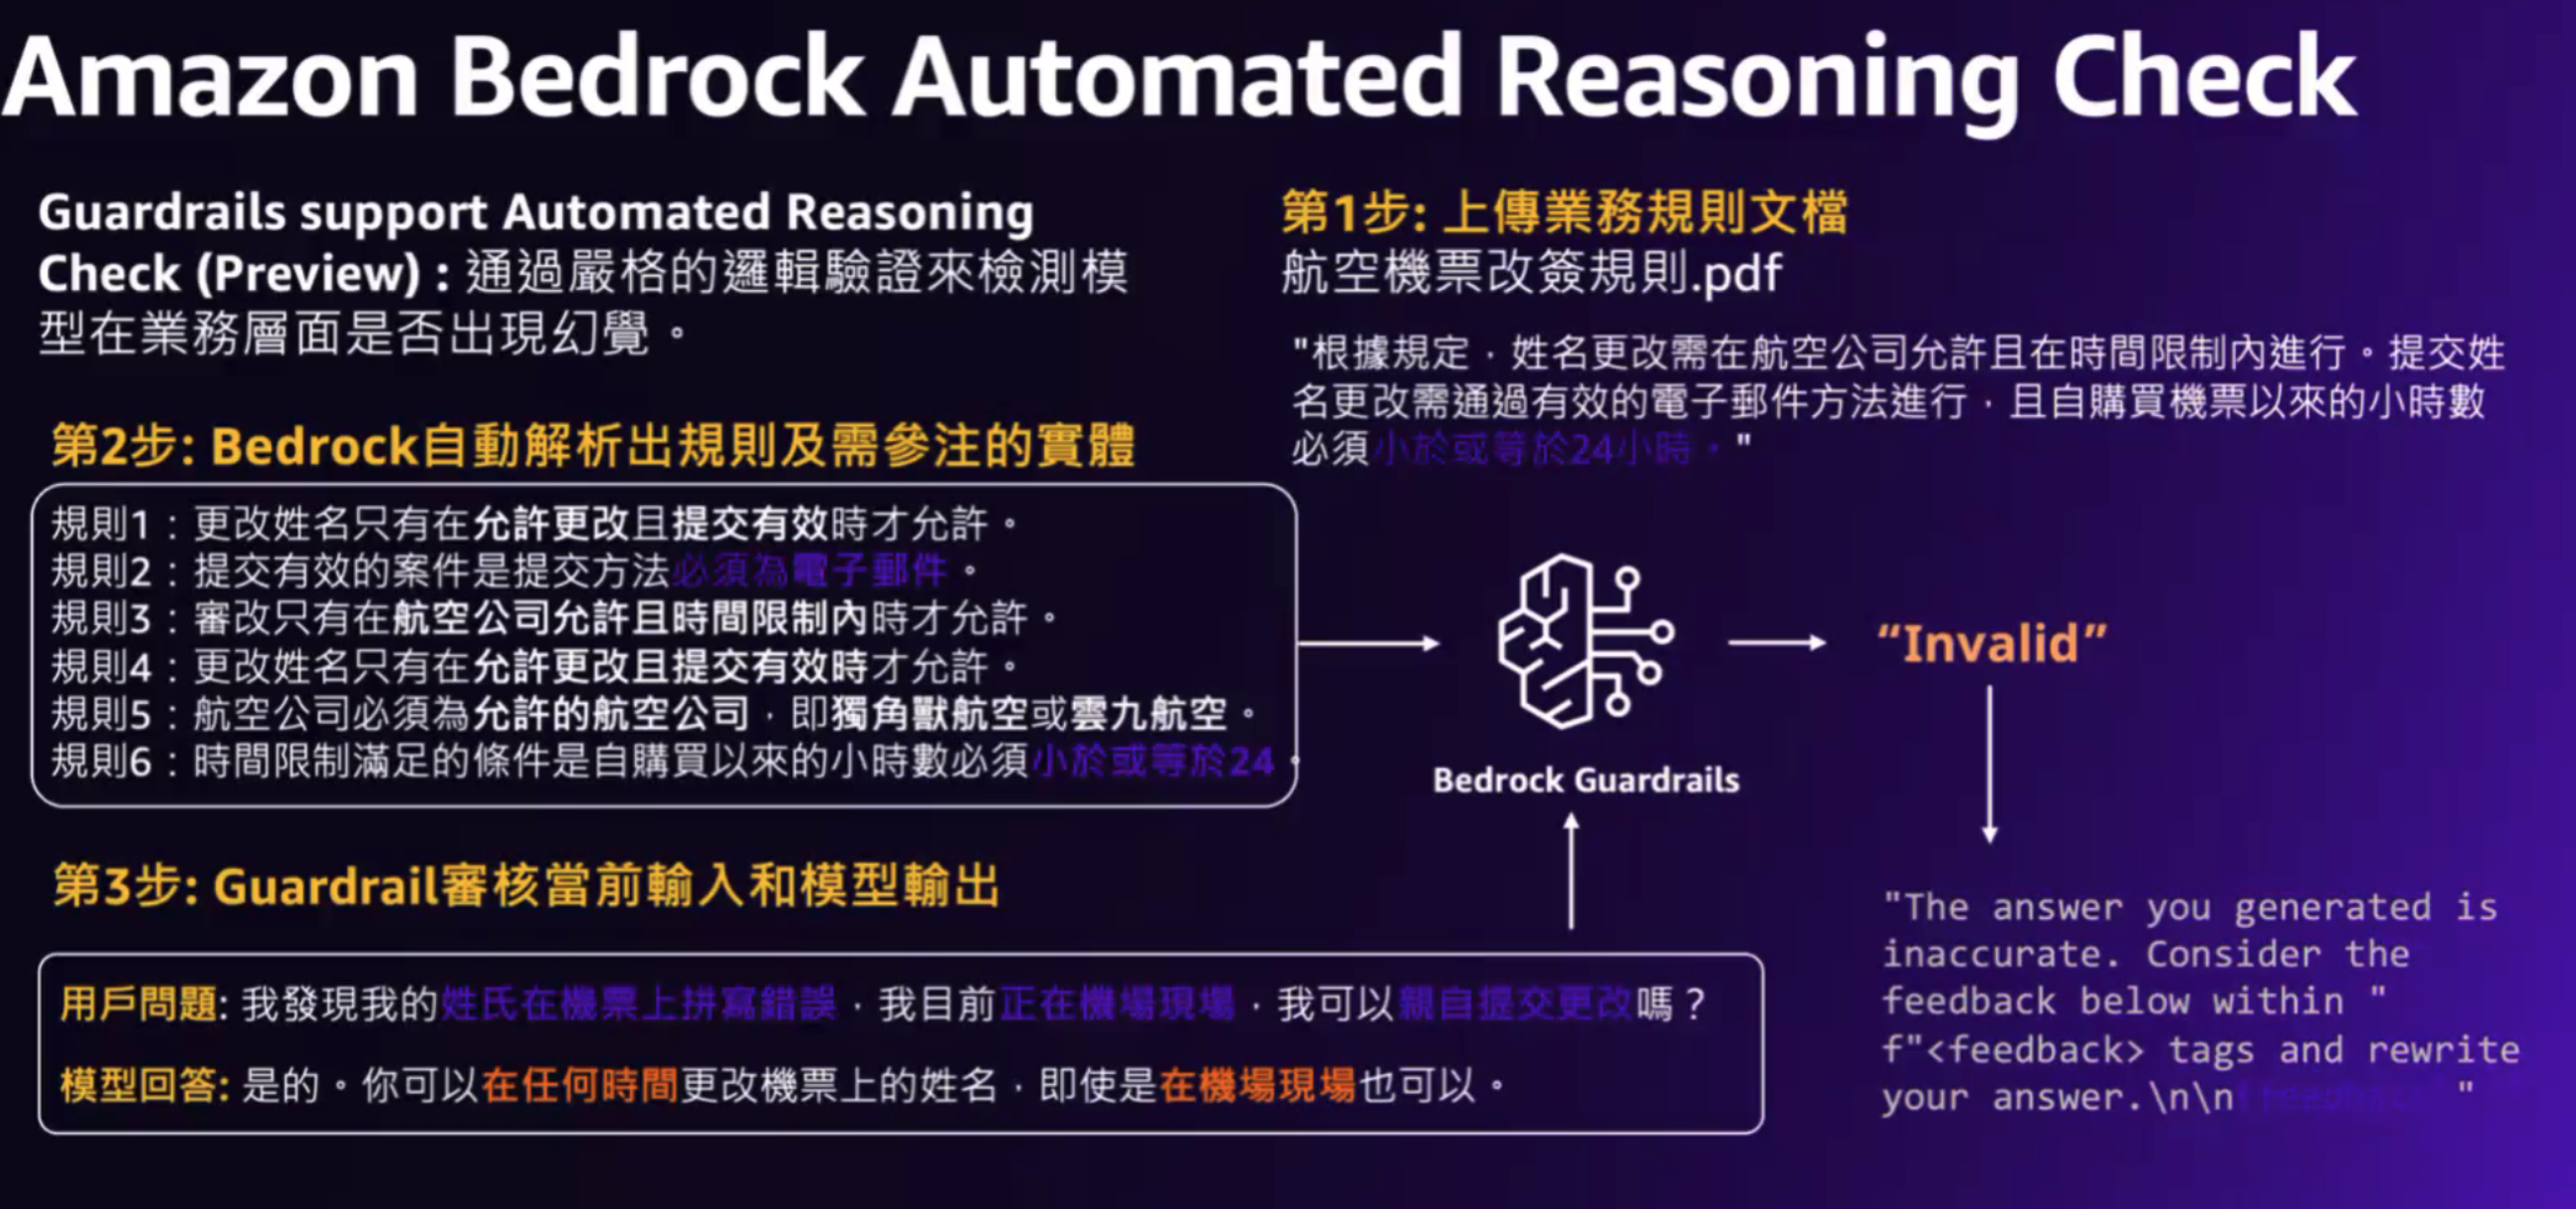 Amazon Bedrock Automated Reasoning Check
Guardrails support Automated Reasoning
Check (Preview) : 通過嚴格的邏輯驗證來檢測模
型在業務層面是否出現幻覺。
第1步: 上傳業務規則文檔
航空機票改簽規則.pdf
"根據規定，姓名更改需在航空公司允許且在時間限制內進行。提交姓
名更改需通過有效的電子郵件方法進行，且自購買機票以來的小時數
必須小於或等於24小時。"
第2步: Bedrock自動解析出規則及需參注的實體
規則1：更改姓名只有在允許更改且提交有效時才允許。
規則2：提交有效的案件是提交方法必須為電子郵件。
規則3：審改只有在航空公司允許且時間限制內時才允許。
規則4：更改姓名只有在允許更改且提交有效時才允許。
規則5：航空公司必須為允許的航空公司，即獨角獸航空或雲九航空。
規則6：時間限制滿足的條件是自購買以來的小時數必須小於或等於24。
Bedrock Guardrails
“Invalid”
第3步: Guardrail審核當前輸入和模型輸出
用戶問題: 我發現我的姓氏在機票上拼寫錯誤，我目前正在機場現場，我可以親自提交更改嗎？
模型回答: 是的。你可以在任何時間更改機票上的姓名，即使是在機場現場也可以。
"The answer you generated is
inaccurate. Consider the
feedback below within "
f"<feedback> tags and rewrite
your answer.\n\n "